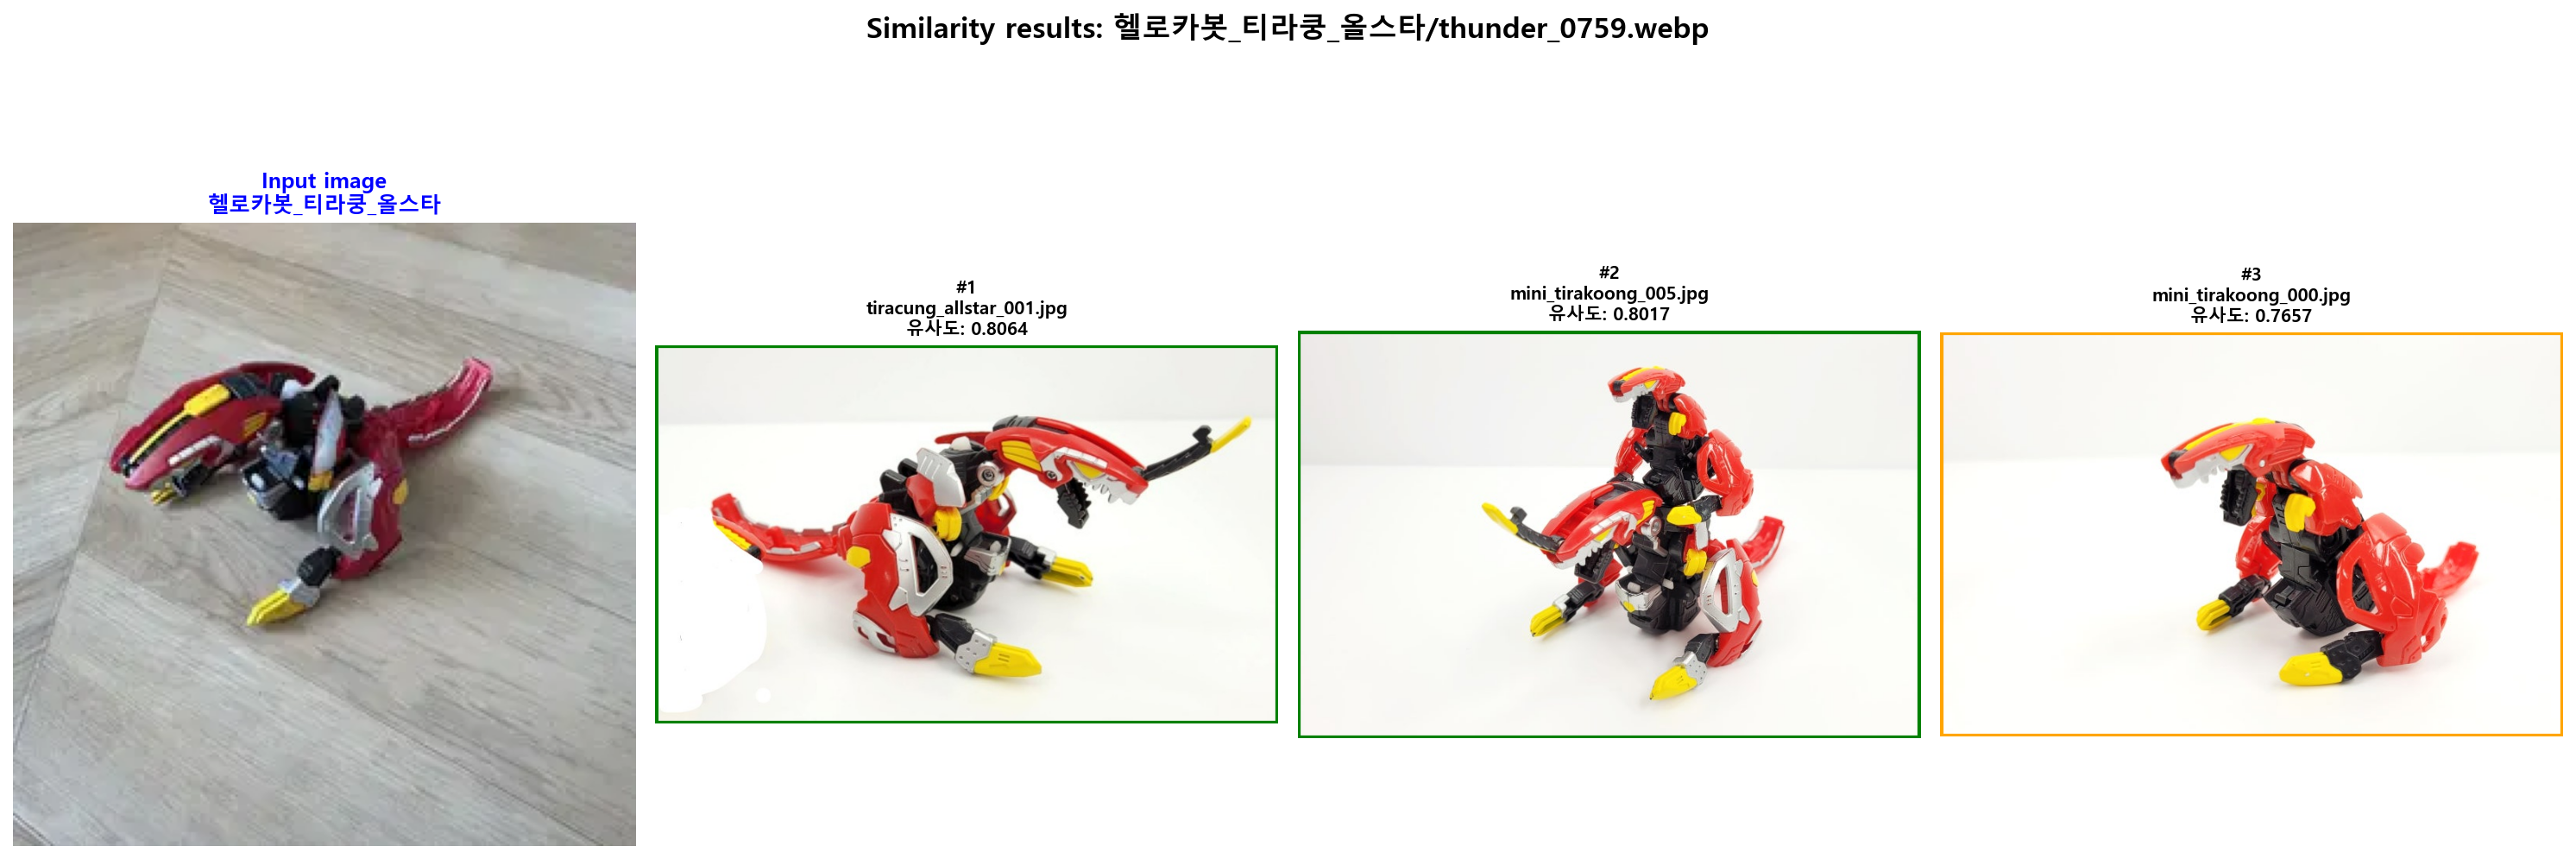 Similarity results: 헬로카봇_티라쿵_올스타/thunder_0759.webp
Input image
헬로카봇_티라쿵_올스타
#1
tiracung_allstar_001.jpg
유사도: 0.8064
#2
mini_tirakoong_005.jpg
유사도: 0.8017
#3
mini_tirakoong_000.jpg
유사도: 0.7657